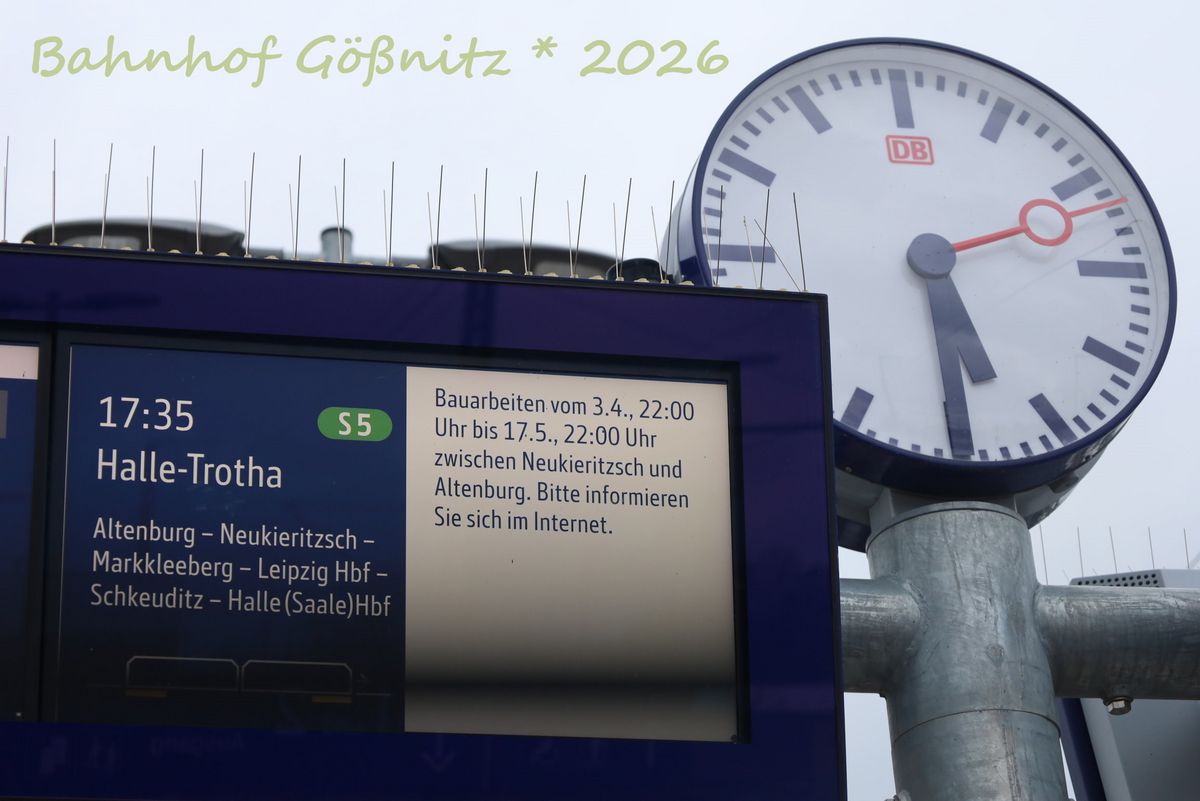 Bahnhof Gößnitz * 2026
DB
17:35
S5
Halle-Trotha
Altenburg – Neukieritzsch –
Markkleeberg – Leipzig Hbf –
Schkeuditz – Halle(Saale)Hbf
Bauarbeiten vom 3.4., 22:00
Uhr bis 17.5., 22:00 Uhr
zwischen Neukieritzsch und
Altenburg. Bitte informieren
Sie sich im Internet.